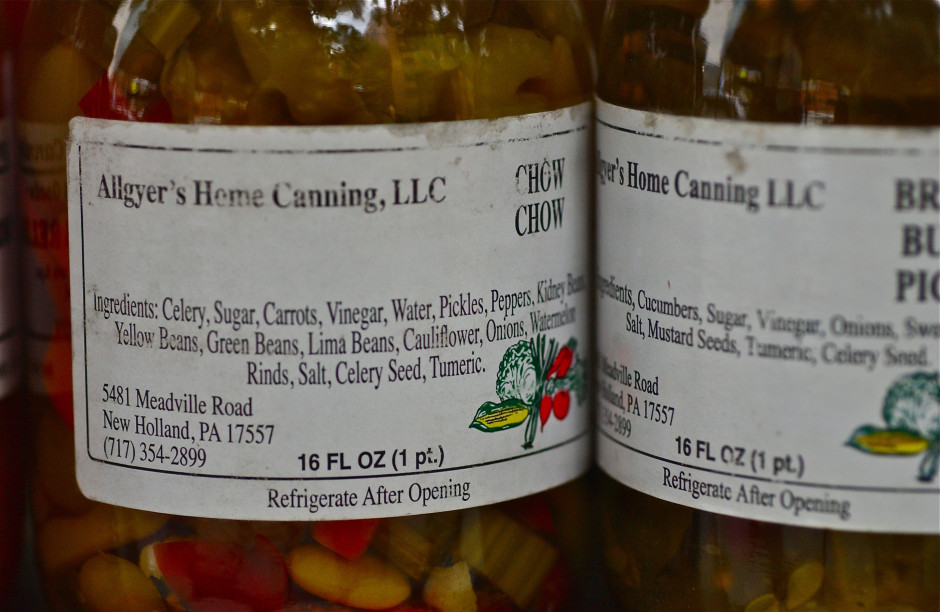 Allgyer's Home Canning, LLC
CHOW
CHOW
Ingredients: Celery, Sugar, Carrots, Vinegar, Water, Pickles, Peppers, Kidney Beans,
Yellow Beans, Green Beans, Lima Beans, Cauliflower, Onions, Watermelon
Rinds, Salt, Celery Seed, Tumeric.
5481 Meadville Road
New Holland, PA 17557
(717) 354-2899
16 FL OZ (1 pt.)
Refrigerate After Opening
gyer's Home Canning LLC
BR
BU
PIC
gredients, Cucumbers, Sugar, Vinegar, Onions, Swe
Salt, Mustard Seeds, Tumeric, Celery Seed.
Meadville Road
Holland, PA 17557
354-2899
16 FL OZ (1 pt.)
Refrigerate After Opening